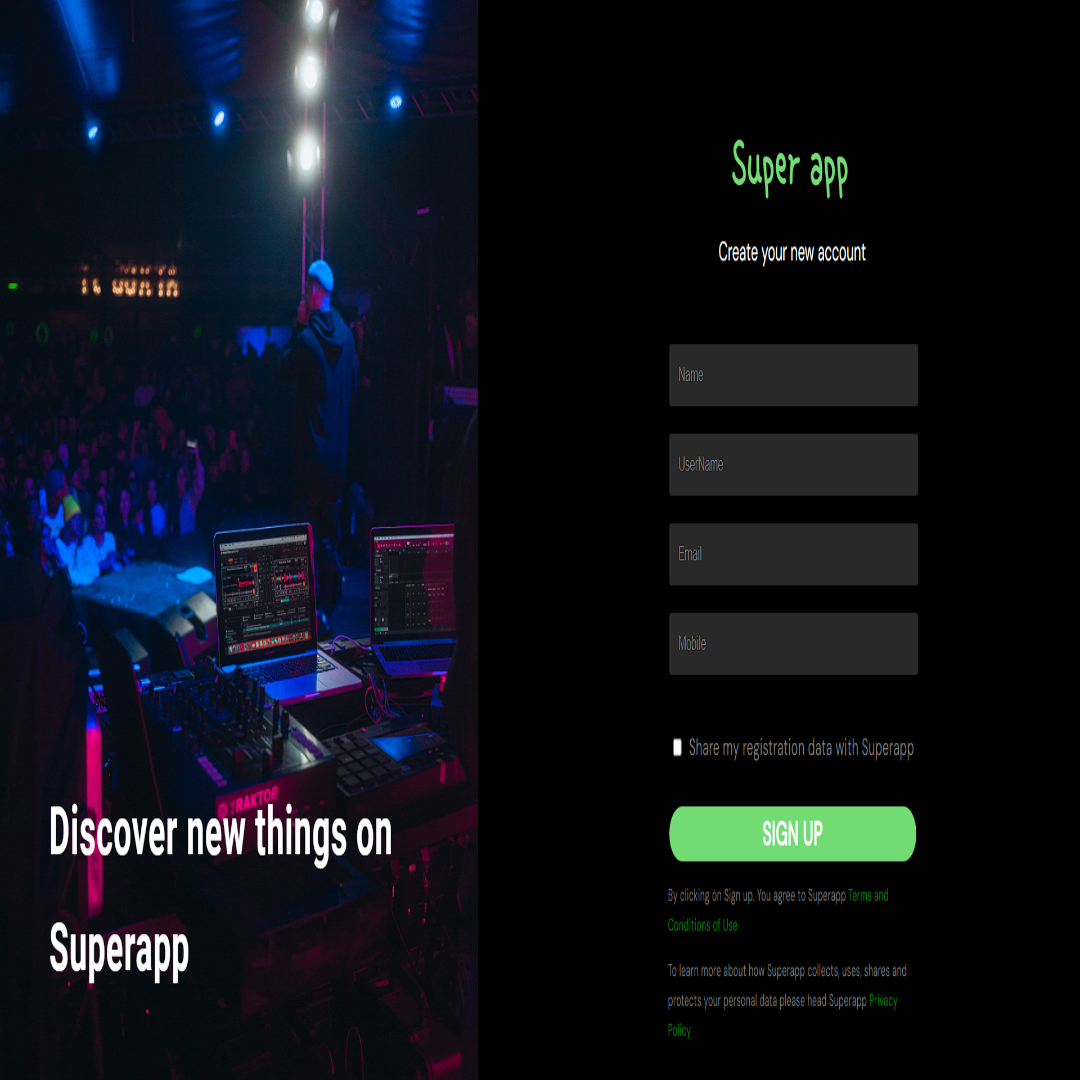 Super app
Create your new account
Name
UserName
Email
Mobile
Share my registration data with Superapp
SIGN UP
By clicking on Sign up. You agree to Superapp Terms and
Conditions of Use
To learn more about how Superapp collects, uses, shares and
protects your personal data please head Superapp Privacy
Policy
TRAKTOR
Discover new things on
Superapp